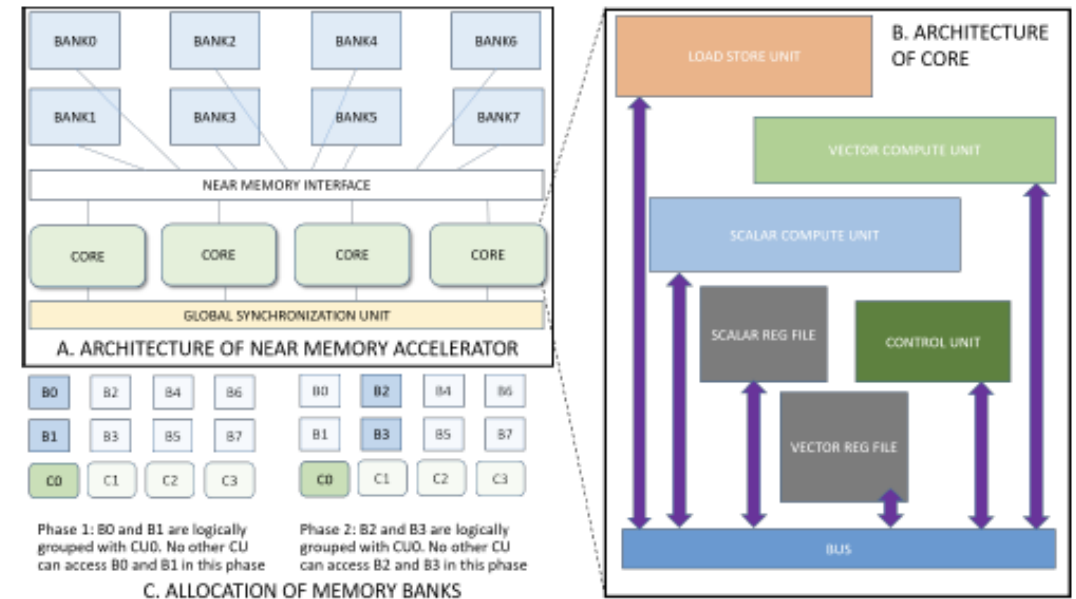 BANK0
BANK2
BANK4
BANK6
BANK1
BANK3
BANK5
BANK7
NEAR MEMORY INTERFACE
CORE
CORE
CORE
CORE
GLOBAL SYNCHRONIZATION UNIT
A. ARCHITECTURE OF NEAR MEMORY ACCELERATOR
B0
B2
B4
B6
B1
B3
B5
B7
C0
C1
C2
C3
Phase 1: B0 and B1 are logically
grouped with CU0. No other CU
can access B0 and B1 in this phase
B0
B2
B4
B6
B1
B3
B5
B7
C0
C1
C2
C3
Phase 2: B2 and B3 are logically
grouped with CU0. No other CU
can access B2 and B3 in this phase
C. ALLOCATION OF MEMORY BANKS
B. ARCHITECTURE
OF CORE
LOAD STORE UNIT
VECTOR COMPUTE UNIT
SCALAR COMPUTE UNIT
SCALAR REG FILE
CONTROL UNIT
VECTOR REG FILE
BUS